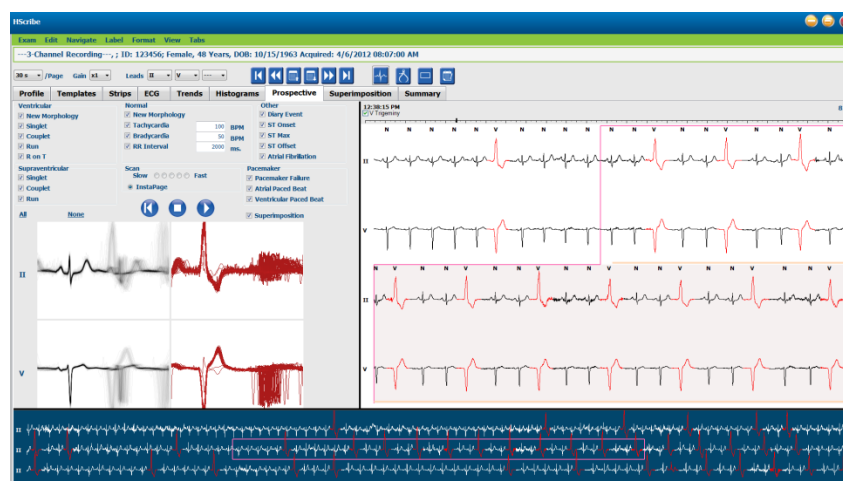 HScribe
Exam Edit Navigate Label Format View Tabs
---3-Channel Recording---, ; ID: 123456; Female, 48 Years, DOB: 10/15/1963 Acquired: 4/6/2012 08:07:00 AM
30 s /Page Gain x1 Leads II V ---
Profile Templates Strips ECG Trends Histograms Prospective Superimposition Summary
Ventricular Normal Other
New Morphology New Morphology Diary Event
Singlet Tachycardia 100 BPM ST Onset
Couplet Bradycardia 50 BPM ST Max
Run RR Interval 2000 ms. ST Offset
R on T Atrial Fibrillation
Supraventricular Scan Pacemaker
Singlet Slow Fast Pacemaker Failure
Couplet InstaPage Atrial Paced Beat
Run Ventricular Paced Beat
All None Superimposition
12:38:15 PM
V Trigeminy
N N N N V N N N N N V N N V
II
V
N V N N V N N V N N N V N N V N N V N
II
V
II
V
II
II
II